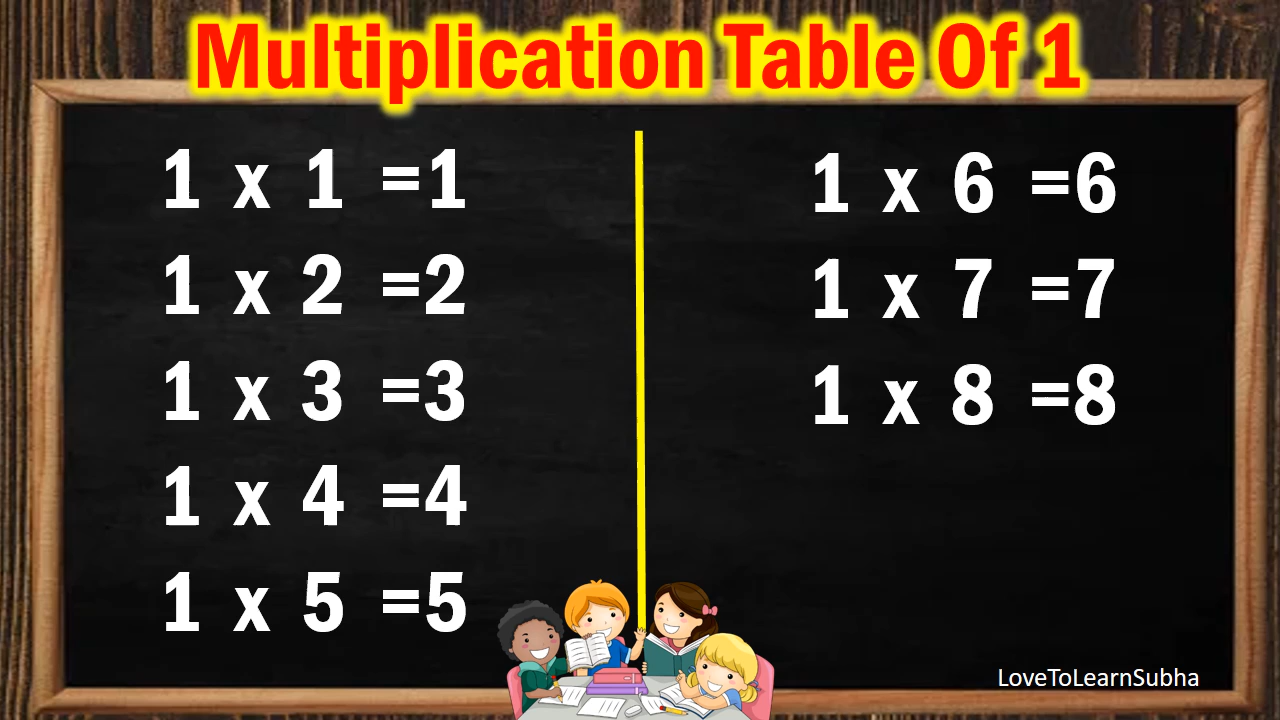 Multiplication Table Of 1
1 x 1 =1
1 x 2 =2
1 x 3 =3
1 x 4 =4
1 x 5 =5
1 x 6 =6
1 x 7 =7
1 x 8 =8
LoveToLearnSubha